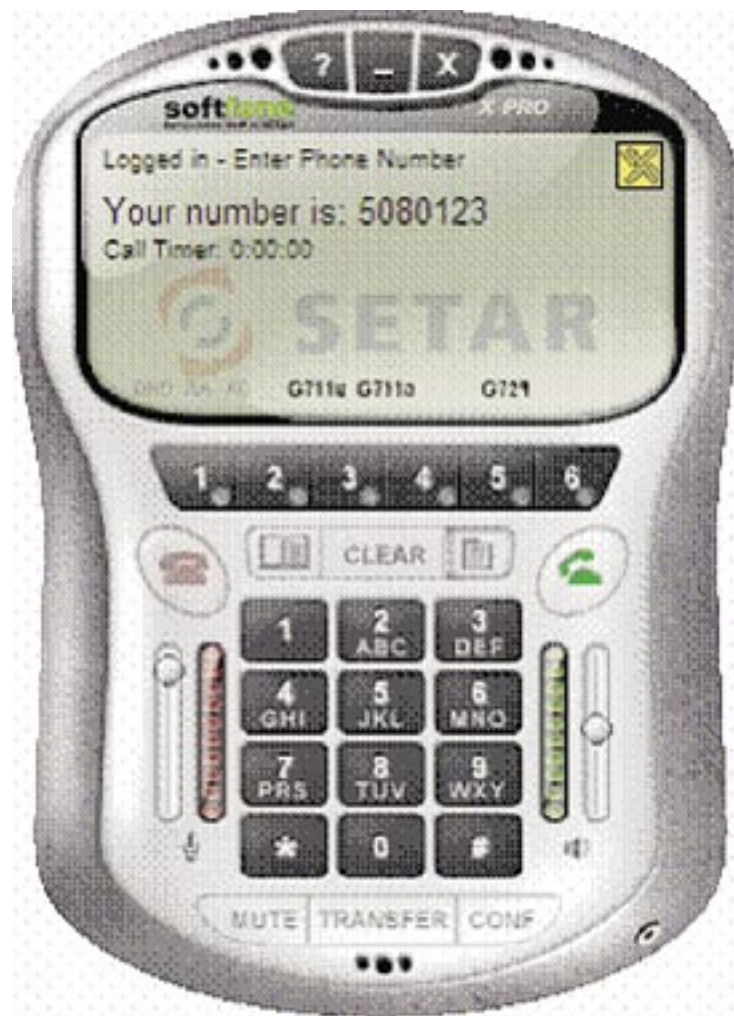 ? _ X
softfone X PRO
Logged in - Enter Phone Number
Your number is: 5080123
Call Timer: 0:00:00
SETAR
G711u G711a G729
1 2 3 4 5 6
CLEAR
1 2 3
ABC DEF
4 5 6
GHI JKL MNO
7 8 9
PRS TUV WXY
* 0 #
MUTE TRANSFER CONF